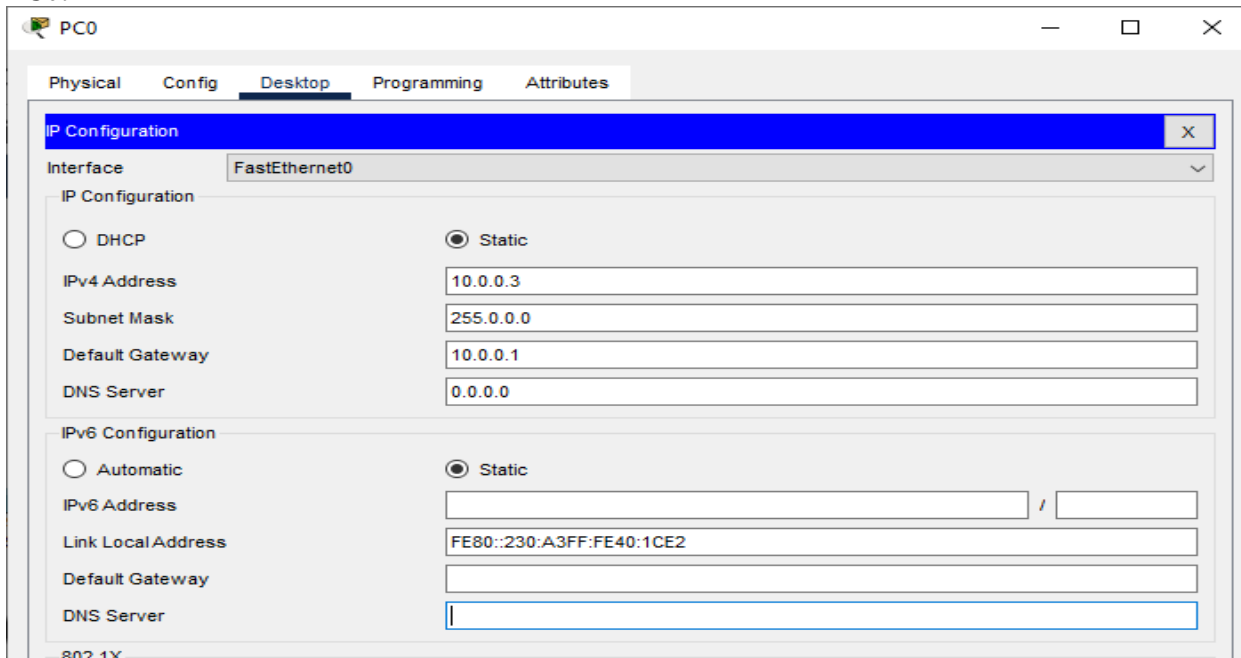 PC0
Physical Config Desktop Programming Attributes
IP Configuration X
Interface FastEthernet0
IP Configuration
DHCP Static
IPv4 Address 10.0.0.3
Subnet Mask 255.0.0.0
Default Gateway 10.0.0.1
DNS Server 0.0.0.0
IPv6 Configuration
Automatic Static
IPv6 Address /
Link Local Address FE80::230:A3FF:FE40:1CE2
Default Gateway
DNS Server
802.1X